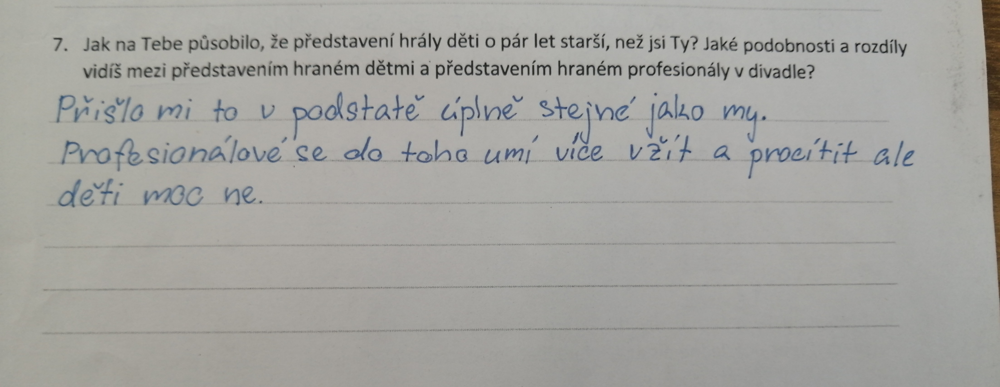 7. Jak na Tebe působilo, že představení hrály děti o pár let starší, než jsi Ty? Jaké podobnosti a rozdíly
vidíš mezi představením hraném dětmi a představením hraném profesionály v divadle?
Přišlo mi to v podstatě úplně stejné jako my.
Profesionálové se do toho umí více vžít a procítit ale
děti moc ne.